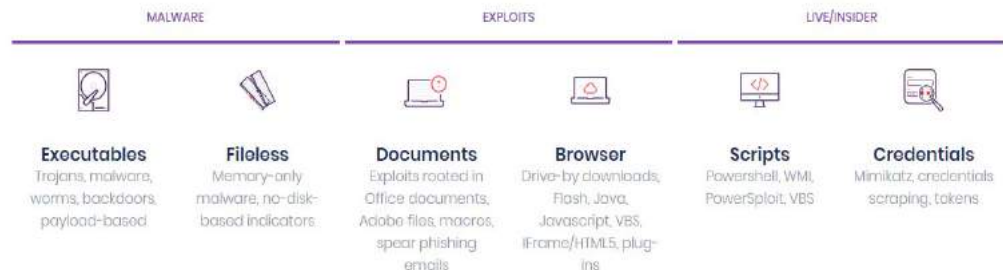 MALWARE
EXPLOITS
LIVE/INSIDER
Executables
Trojans, malware,
worms, backdoors,
payload-based
Fileless
Memory-only
malware, no-disk-
based indicators
Documents
Exploits rooted in
Office documents,
Adobe files, macros,
spear phishing
emails
Browser
Drive-by downloads,
Flash, Java,
Javascript, VBS,
IFrame/HTML5, plug-
ins
Scripts
Powershell, WMI,
PowerSploit, VBS
Credentials
Mimikatz, credentials
scraping, tokens